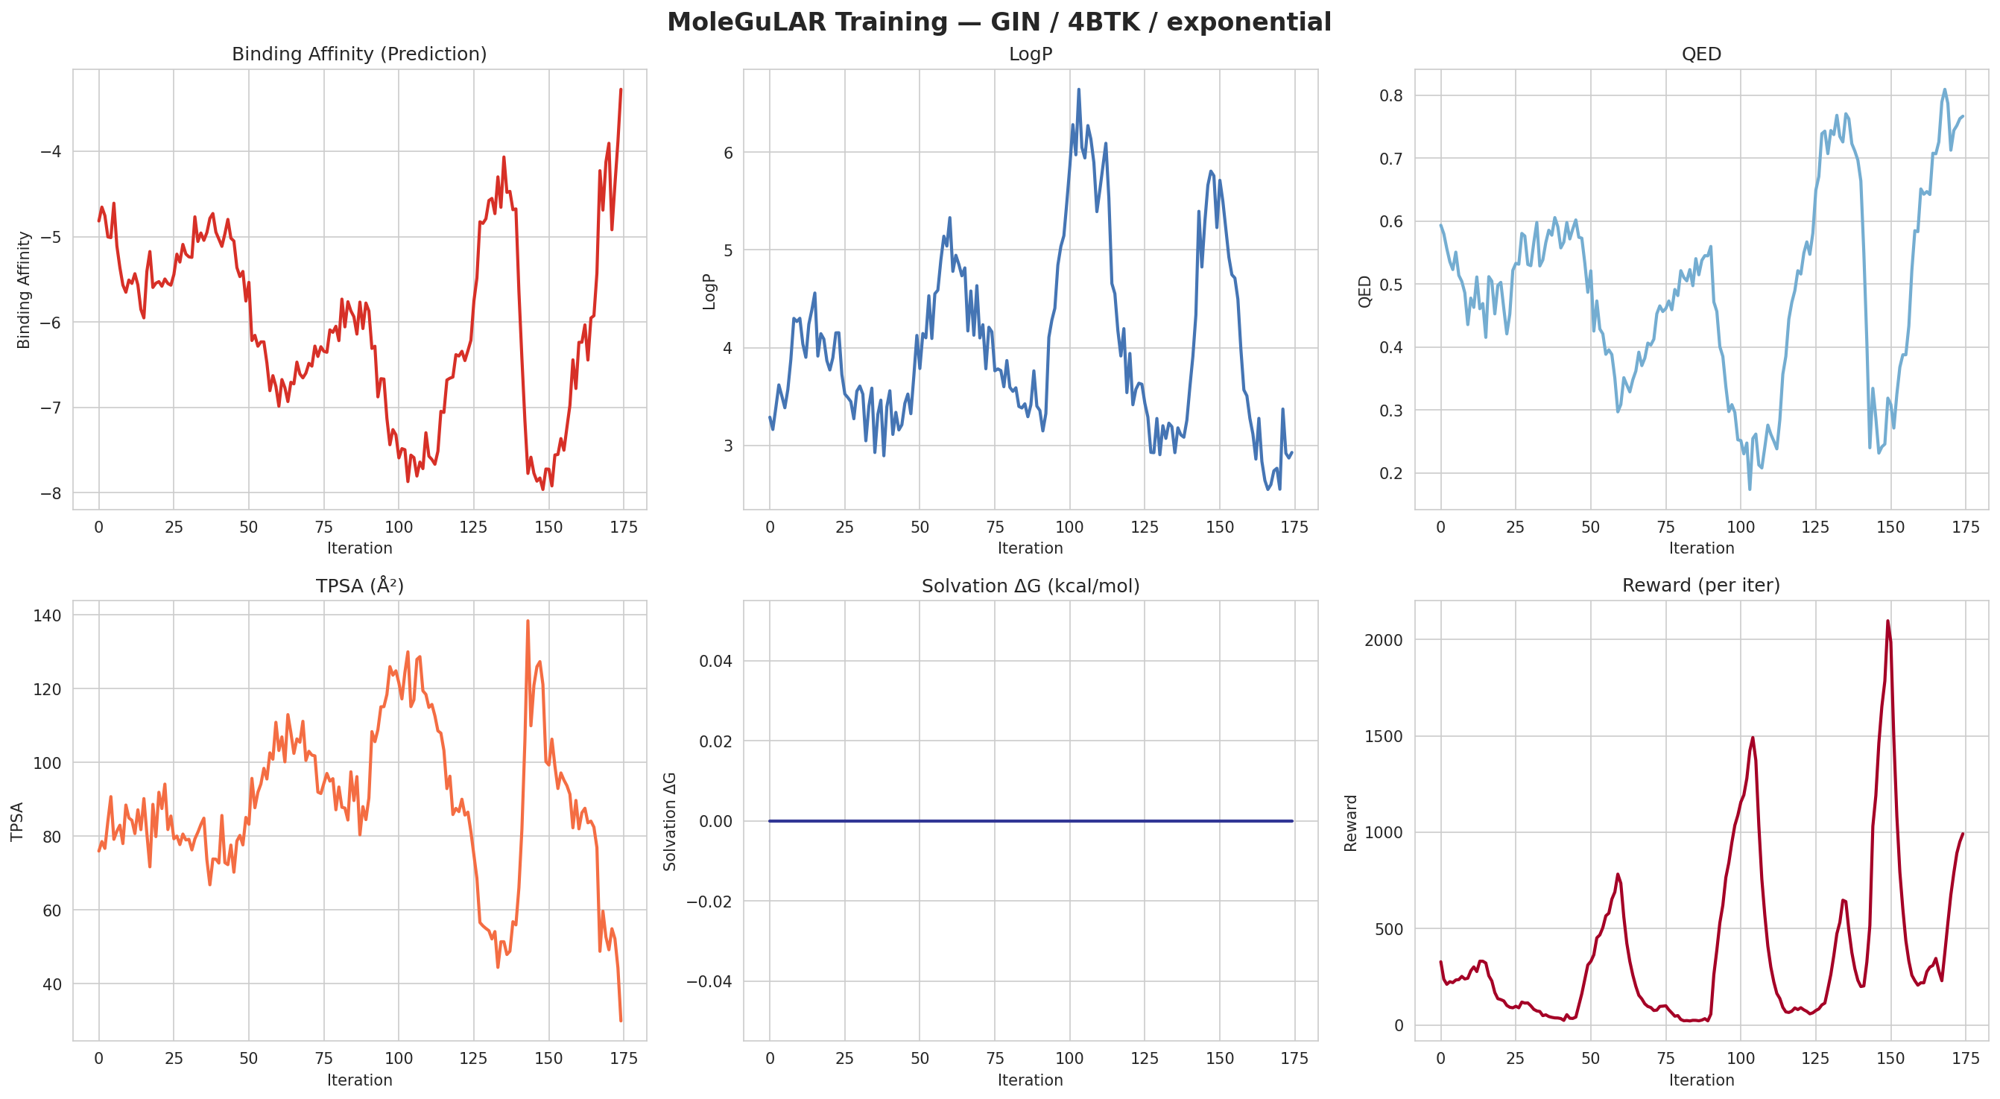 MoleGuLAR Training — GIN / 4BTK / exponential
Binding Affinity (Prediction)
Binding Affinity
−4
−5
−6
−7
−8
0 25 50 75 100 125 150 175
Iteration
LogP
LogP
6
5
4
3
0 25 50 75 100 125 150 175
Iteration
QED
QED
0.8
0.7
0.6
0.5
0.4
0.3
0.2
0 25 50 75 100 125 150 175
Iteration
TPSA (Å²)
TPSA
140
120
100
80
60
40
0 25 50 75 100 125 150 175
Iteration
Solvation ΔG (kcal/mol)
Solvation ΔG
0.04
0.02
0.00
−0.02
−0.04
0 25 50 75 100 125 150 175
Iteration
Reward (per iter)
Reward
2000
1500
1000
500
0
0 25 50 75 100 125 150 175
Iteration